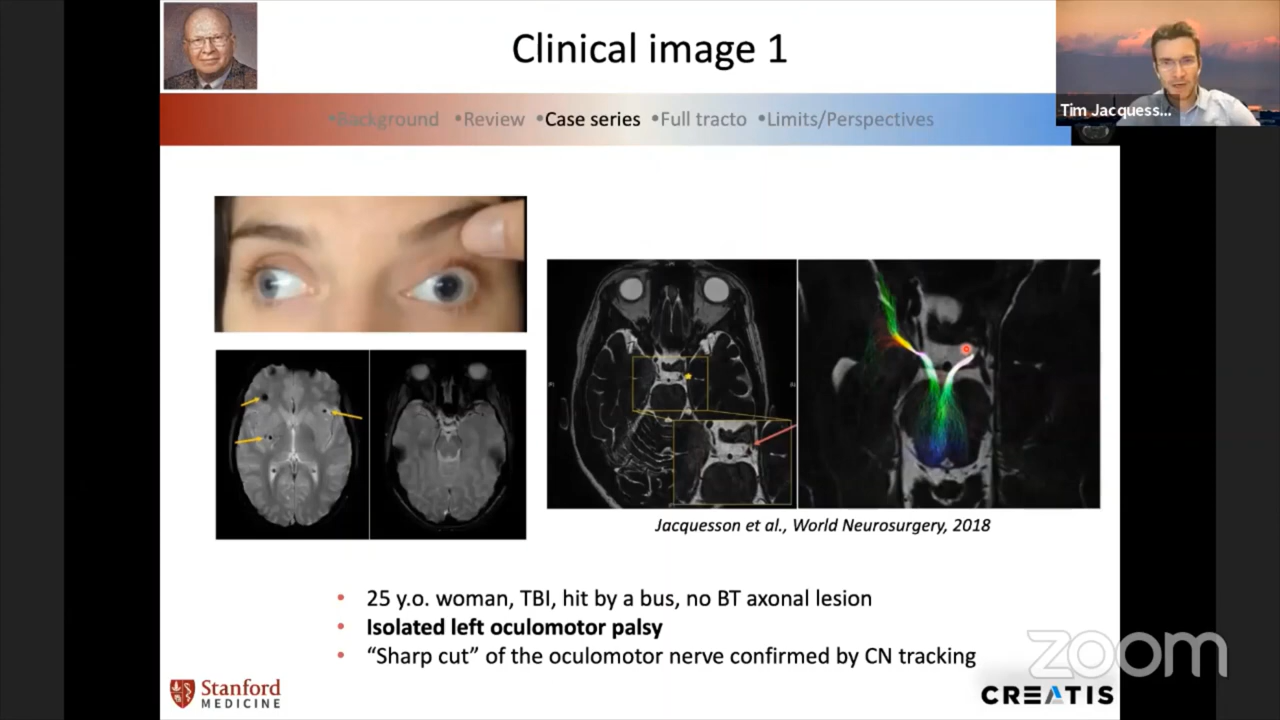 Clinical image 1
Tim Jacquess...
•Background •Review •Case series •Full tracto •Limits/Perspectives
Jacquesson et al., World Neurosurgery, 2018
• 25 y.o. woman, TBI, hit by a bus, no BT axonal lesion
• Isolated left oculomotor palsy
• “Sharp cut” of the oculomotor nerve confirmed by CN tracking
zoom
Stanford
MEDICINE
CREATIS